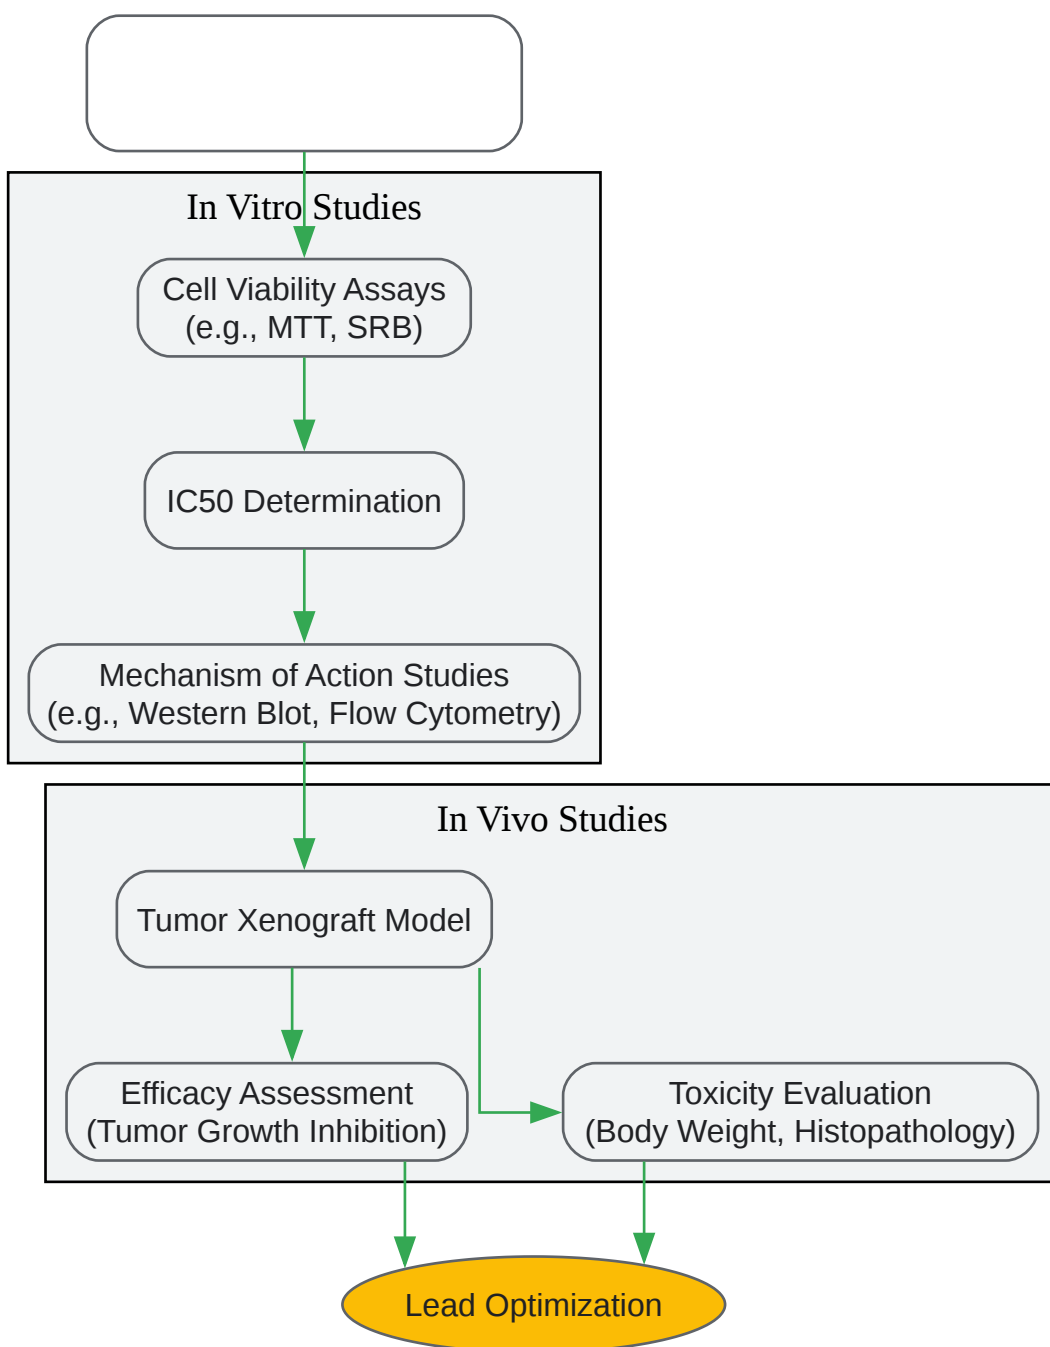 In Vitro Studies
Cell Viability Assays
(e.g., MTT, SRB)
IC50 Determination
Mechanism of Action Studies
(e.g., Western Blot, Flow Cytometry)
In Vivo Studies
Tumor Xenograft Model
Efficacy Assessment
(Tumor Growth Inhibition)
Toxicity Evaluation
(Body Weight, Histopathology)
Lead Optimization